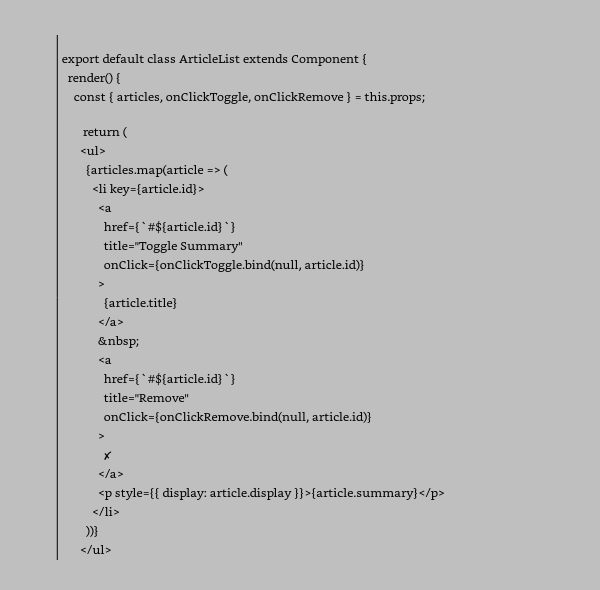 export default class ArticleList extends Component {
render() {
const { articles, onClickToggle, onClickRemove } = this.props;
return (
<ul>
{articles.map(article => (
<li key={article.id}>
<a
href={`#${article.id}`}
title="Toggle Summary"
onClick={onClickToggle.bind(null, article.id)}
>
{article.title}
</a>
&nbsp;
<a
href={`#${article.id}`}
title="Remove"
onClick={onClickRemove.bind(null, article.id)}
>
✘
</a>
<p style={{ display: article.display }}>{article.summary}</p>
</li>
))}
</ul>